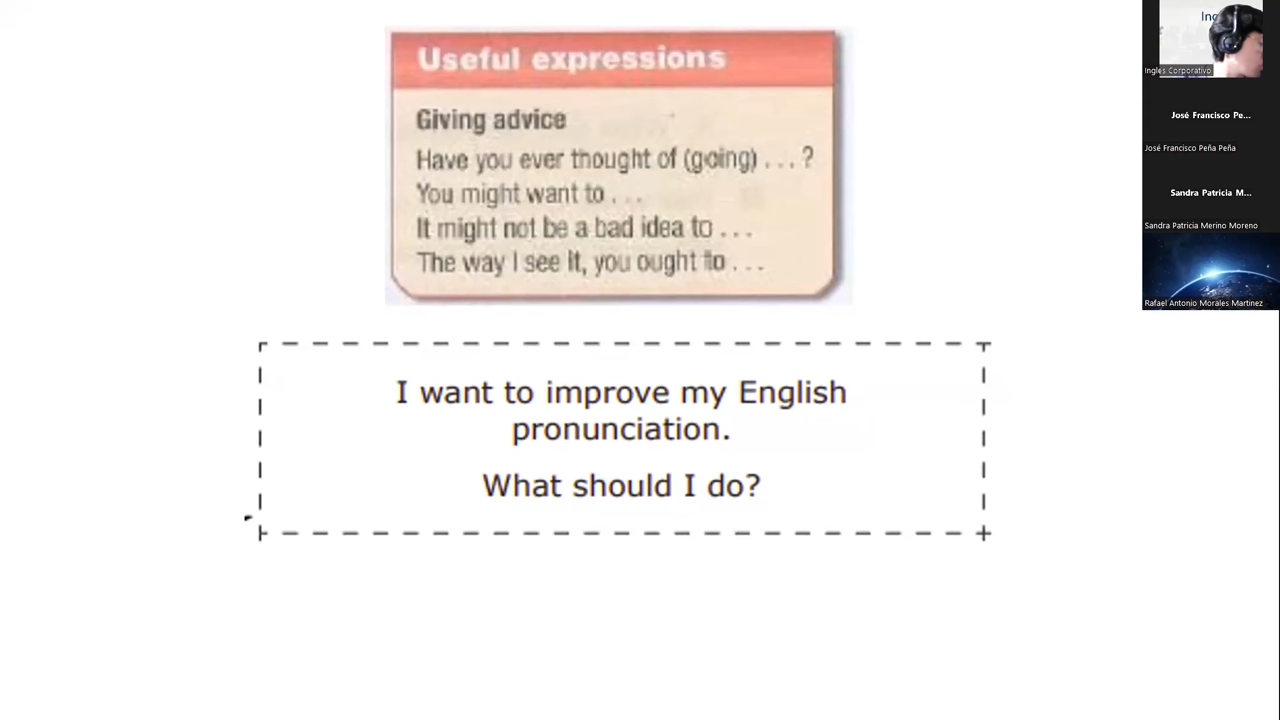 Useful expressions
Giving advice
Have you ever thought of (going) . . . ?
You might want to . . .
It might not be a bad idea to . . .
The way I see it, you ought to . . .
I want to improve my English
pronunciation.
What should I do?
Ing
Ingles Corporativo
José Francisco Pe...
José Francisco Peña Peña
Sandra Patricia M...
Sandra Patricia Merino Moreno
Rafael Antonio Morales Martinez